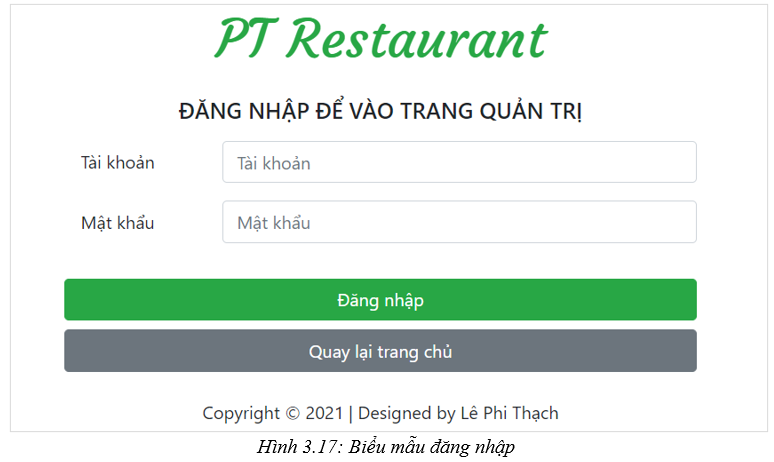 PT Restaurant
ĐĂNG NHẬP ĐỂ VÀO TRANG QUẢN TRỊ
Tài khoản Tài khoản
Mật khẩu Mật khẩu
Đăng nhập
Quay lại trang chủ
Copyright © 2021 | Designed by Lê Phi Thạch
Hình 3.17: Biểu mẫu đăng nhập